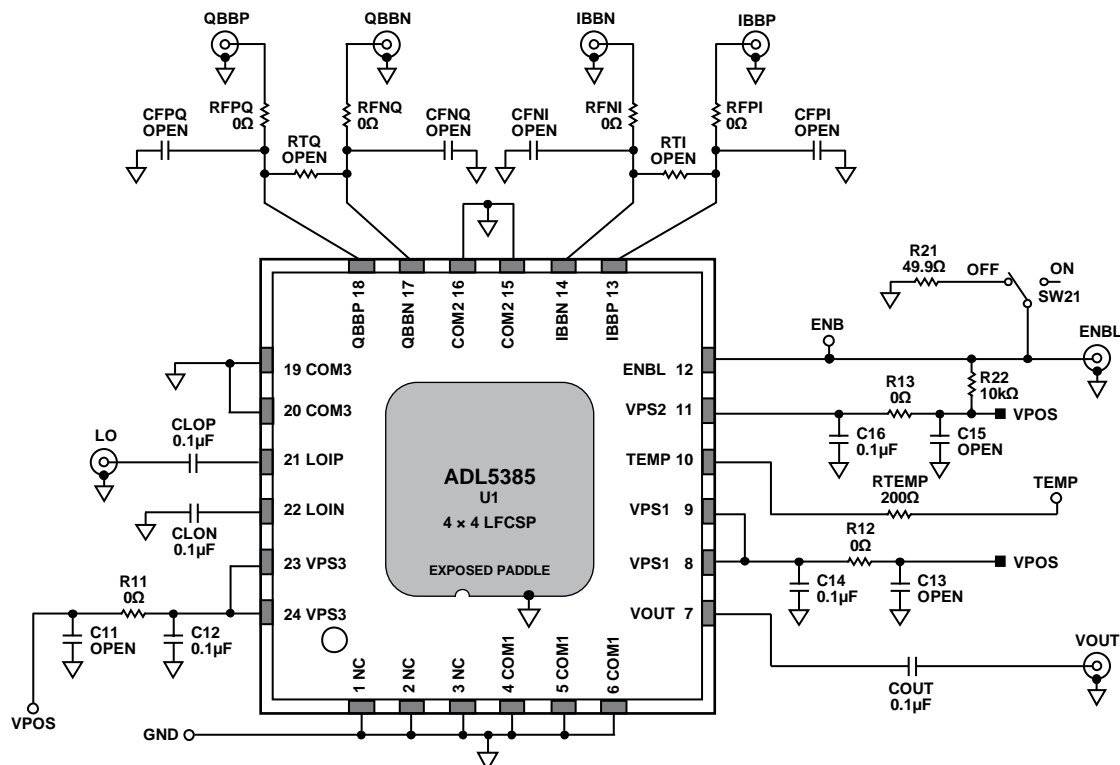 QBBP
QBBN
IBBN
IBBP
CFPQ
OPEN
RFPQ
0Ω
RTQ
OPEN
RFNQ
0Ω
CFNQ
OPEN
CFNI
OPEN
RFNI
0Ω
RTI
OPEN
RFPI
0Ω
CFPI
OPEN
QBBP 18
QBBN 17
COM2 16
COM2 15
IBBN 14
IBBP 13
R21
49.9Ω
OFF
ON
SW21
ENB
ENBL
19 COM3
20 COM3
21 LOIP
22 LOIN
23 VPS3
24 VPS3
ENBL 12
VPS2 11
TEMP 10
VPS1 9
VPS1 8
VOUT 7
R13
0Ω
R22
10kΩ
VPOS
C16
0.1µF
C15
OPEN
LO
CLOP
0.1µF
CLON
0.1µF
ADL5385
U1
4 × 4 LFCSP
EXPOSED PADDLE
RTEMP
200Ω
TEMP
R12
0Ω
VPOS
C14
0.1µF
C13
OPEN
R11
0Ω
C11
OPEN
C12
0.1µF
VPOS
VOUT
COUT
0.1µF
1 NC
2 NC
3 NC
4 COM1
5 COM1
6 COM1
GND